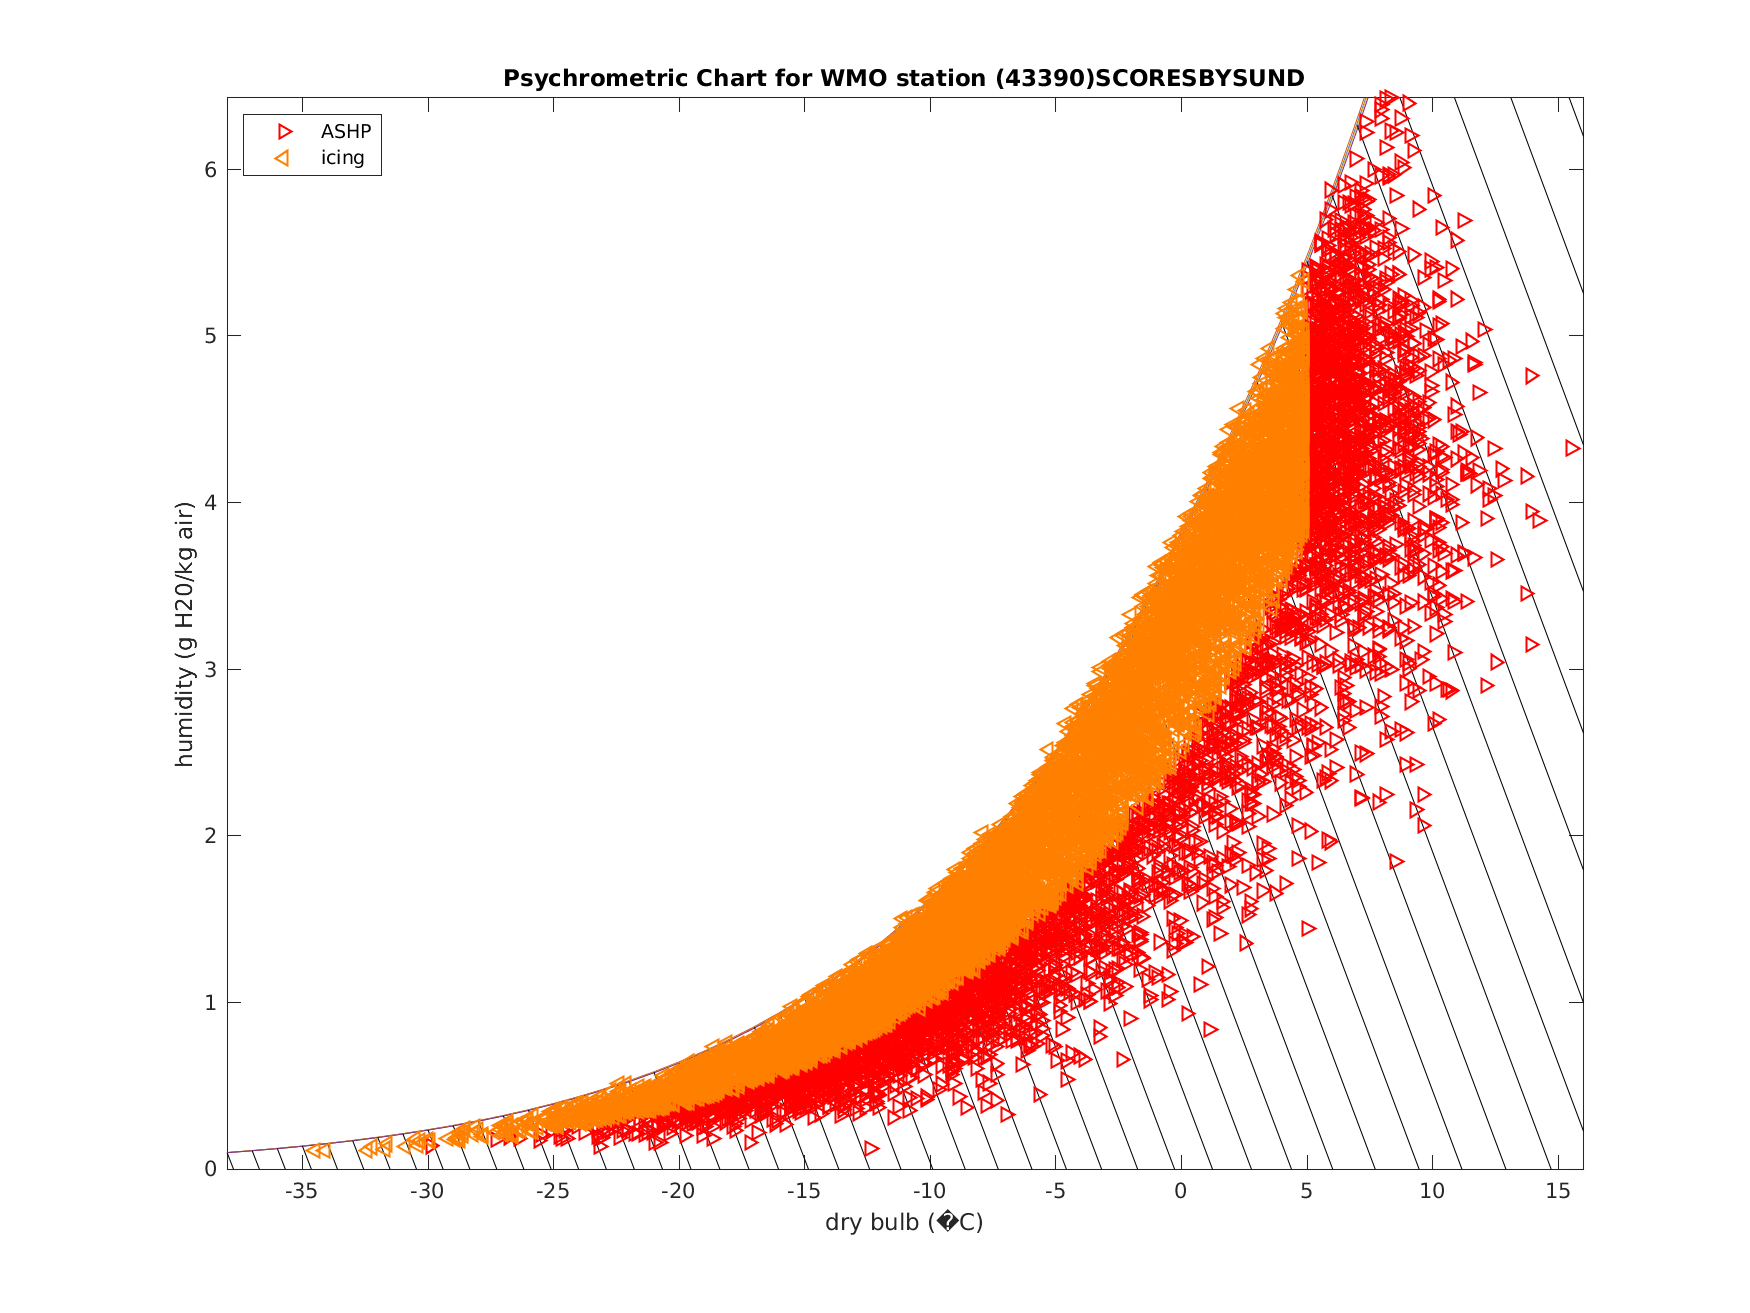 Psychrometric Chart for WMO station (43390)SCORESBYSUND
ASHP
icing
humidity (g H20/kg air)
6
5
4
3
2
1
0
-35 -30 -25 -20 -15 -10 -5 0 5 10 15
dry bulb (�C)